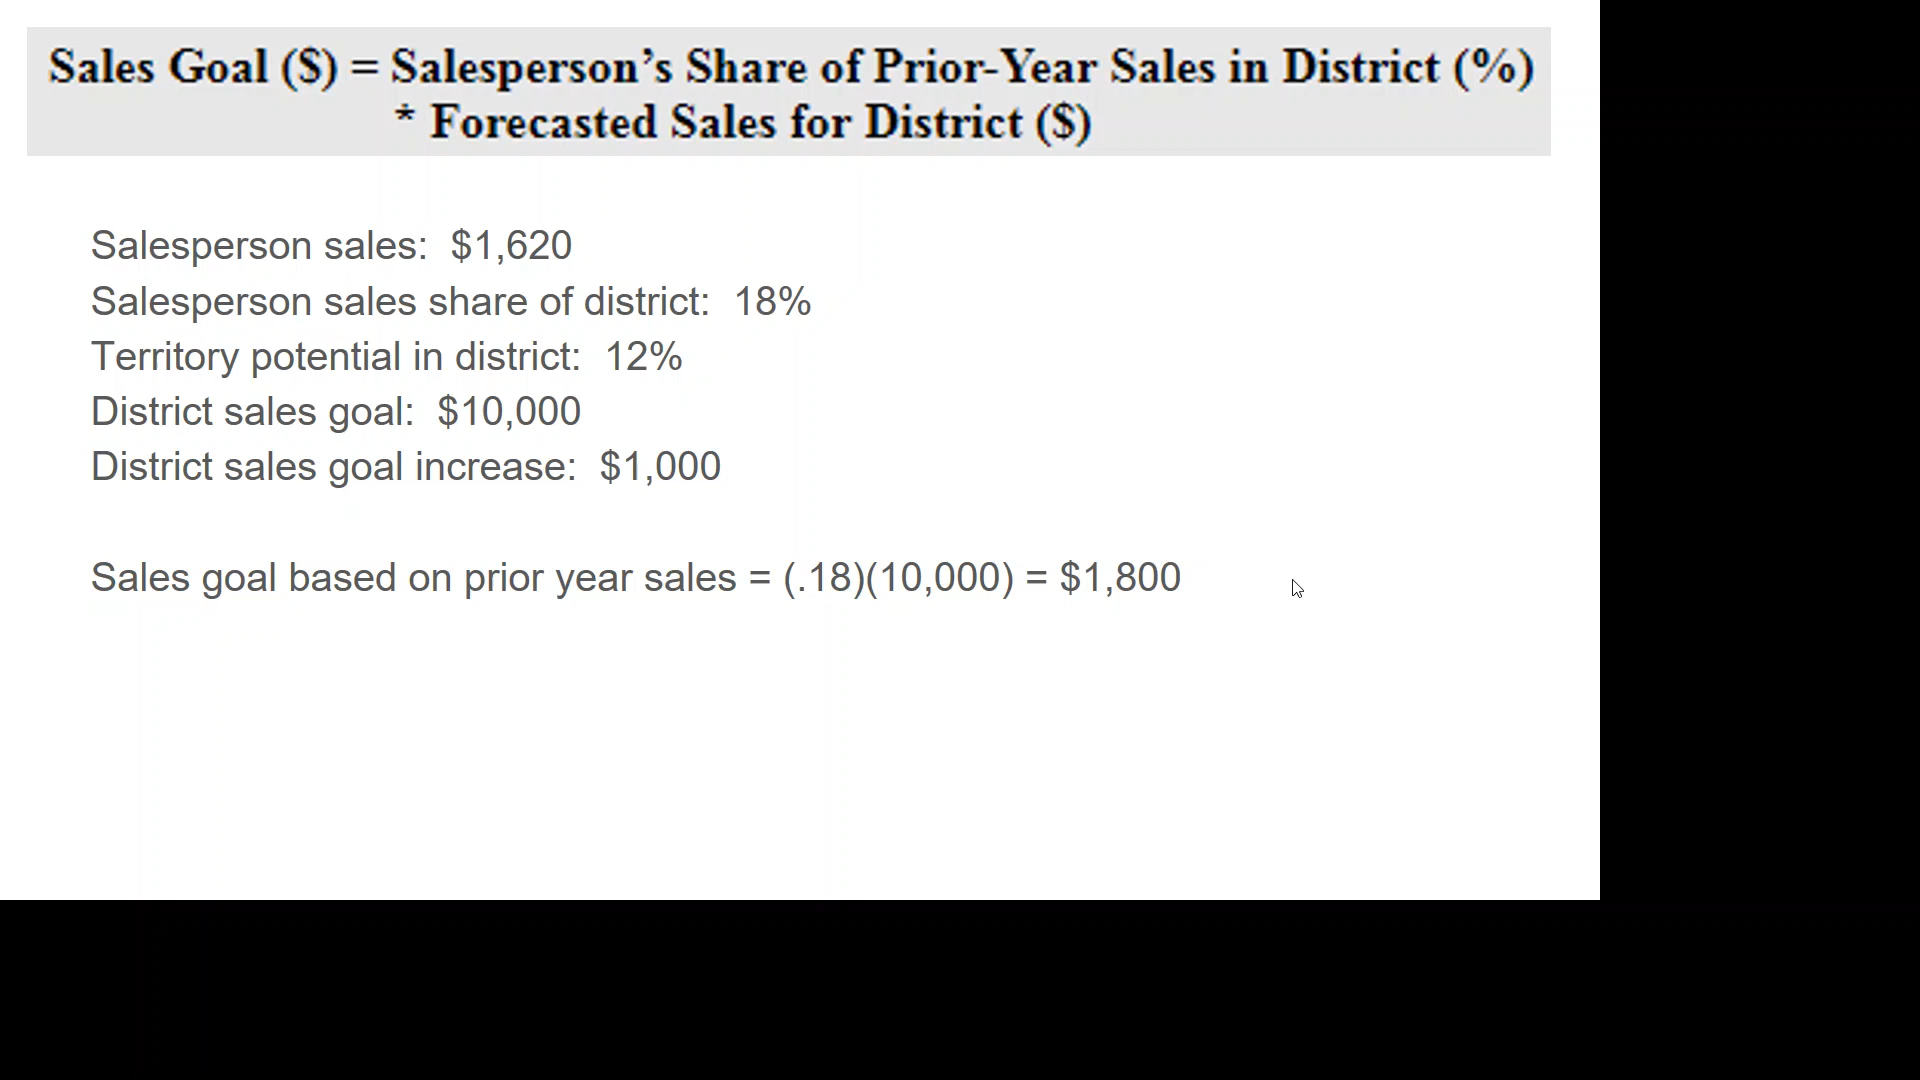 Sales Goal ($) = Salesperson’s Share of Prior-Year Sales in District (%)
* Forecasted Sales for District ($)
Salesperson sales: $1,620
Salesperson sales share of district: 18%
Territory potential in district: 12%
District sales goal: $10,000
District sales goal increase: $1,000
Sales goal based on prior year sales = (.18)(10,000) = $1,800